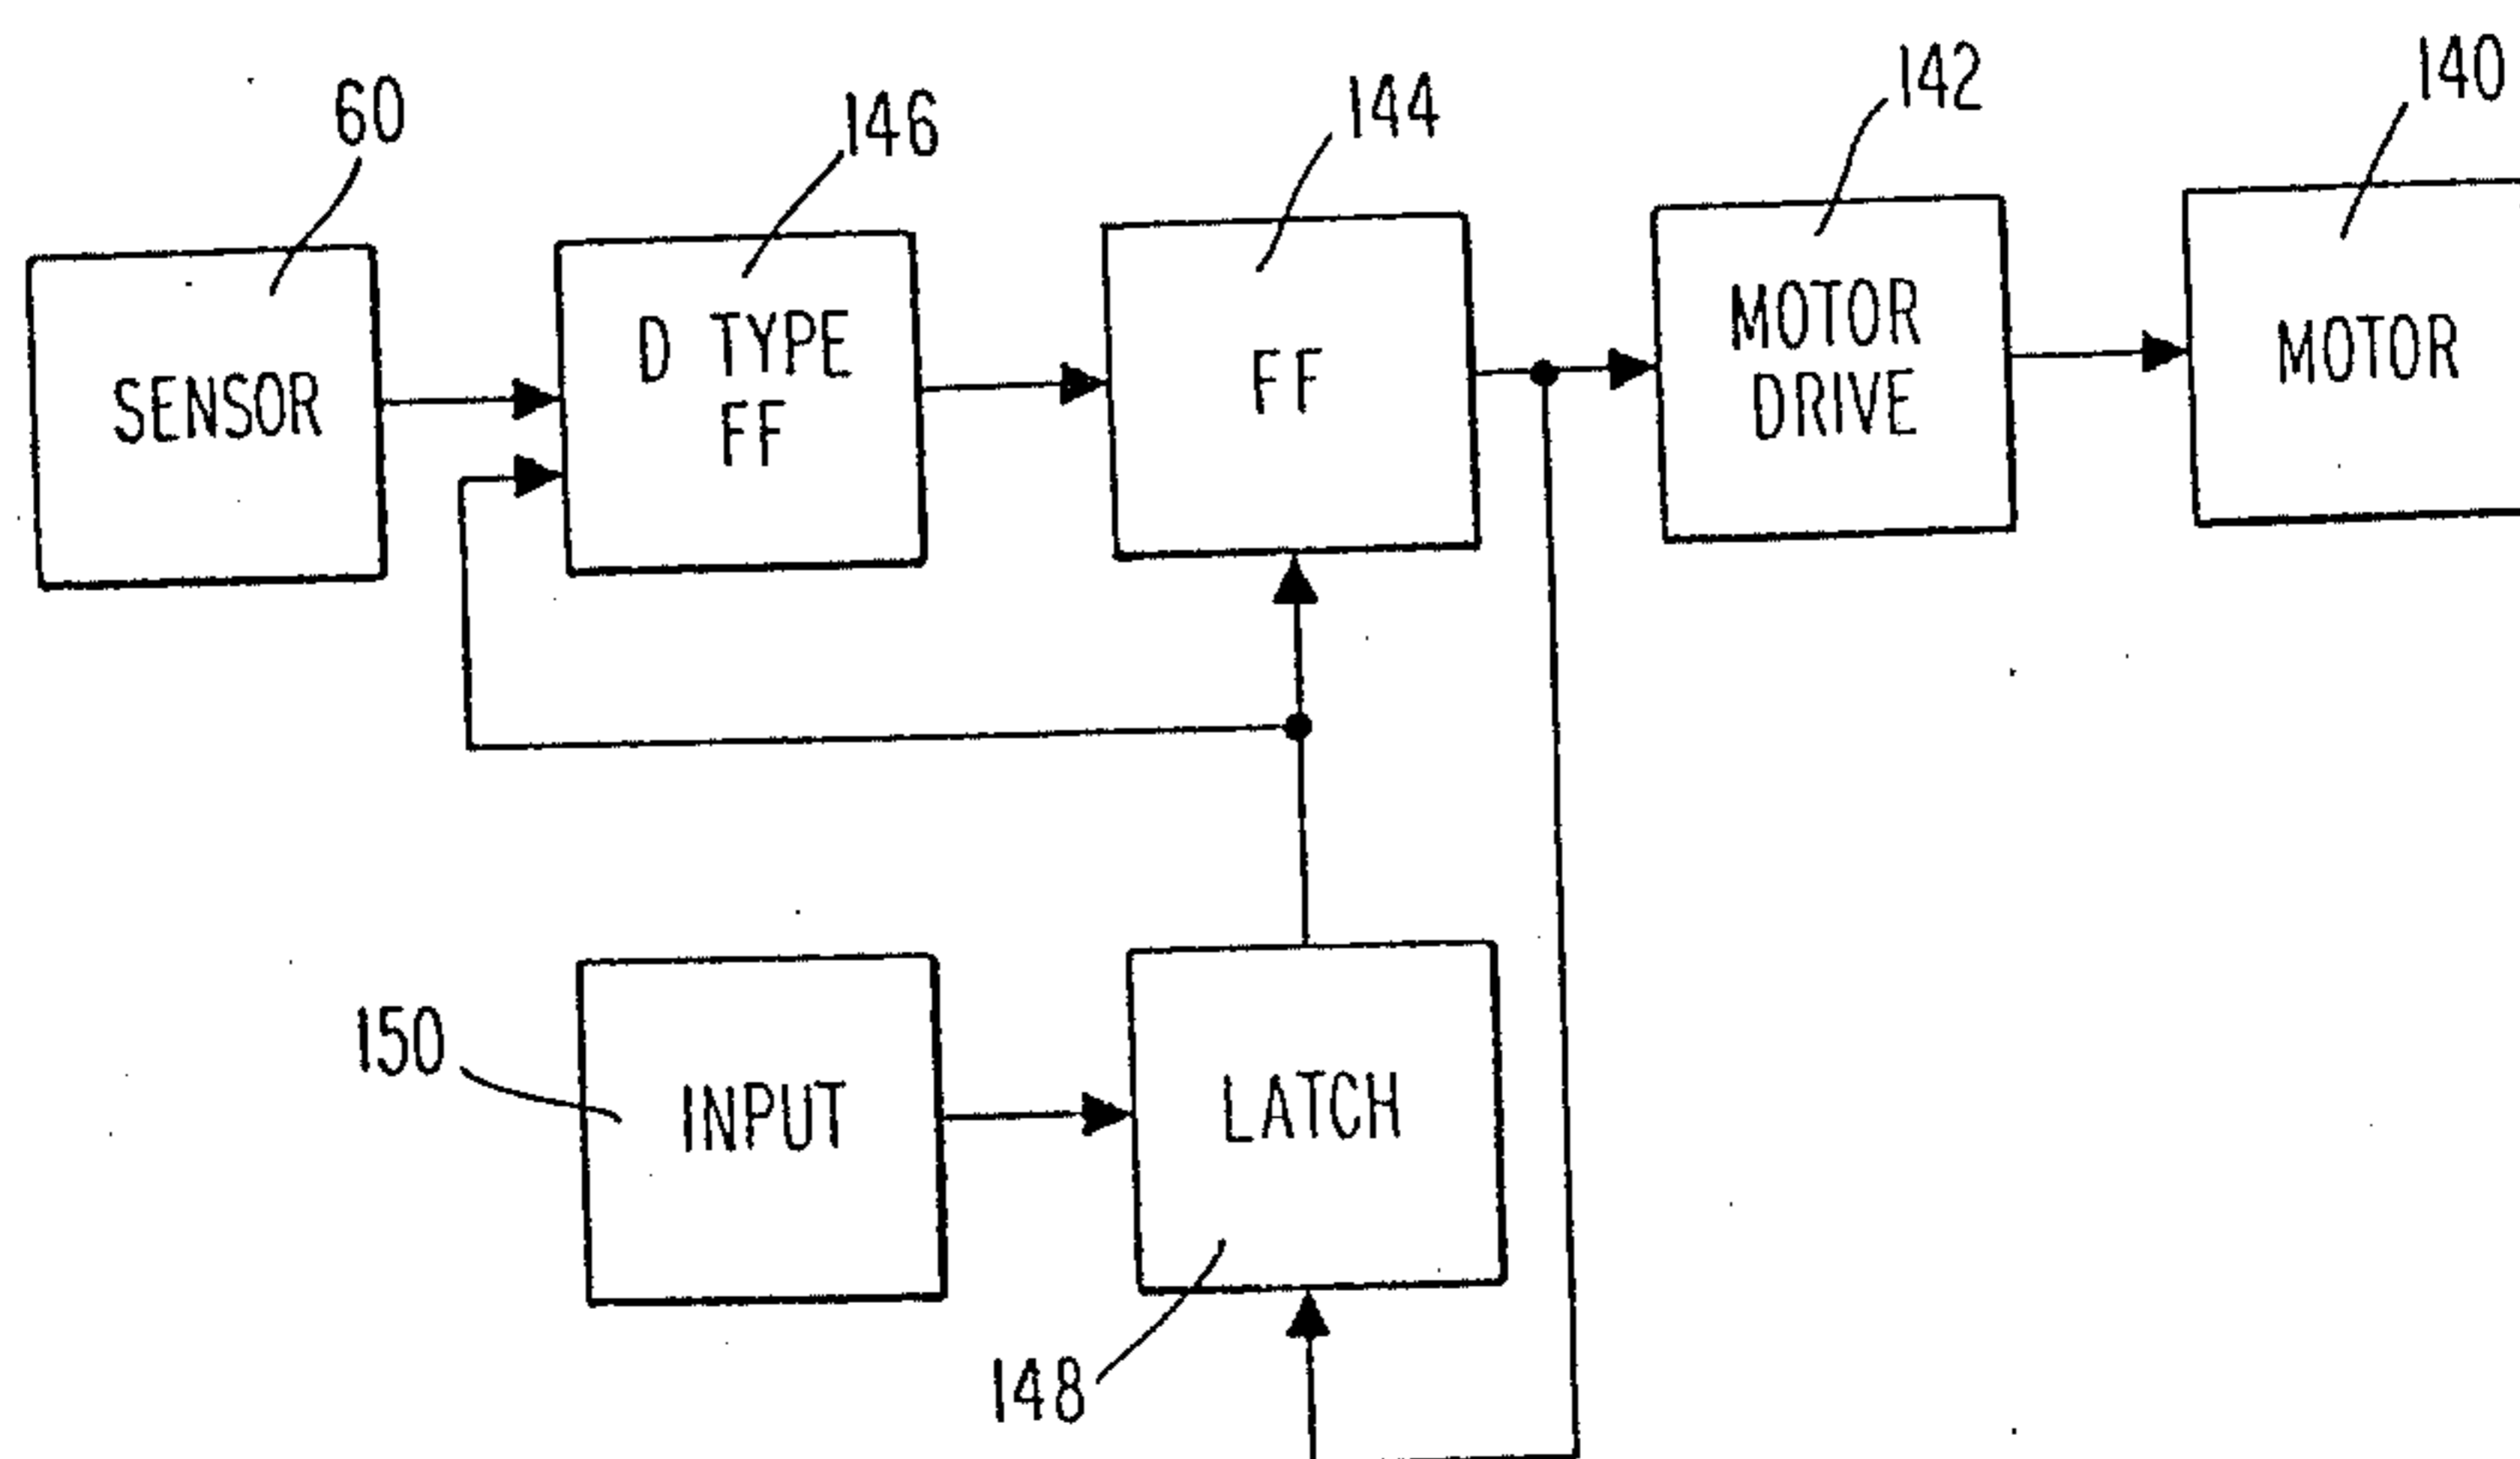 60
146
144
142
140
SENSOR
D TYPE
FF
FF
MOTOR
DRIVE
MOTOR
150
INPUT
LATCH
148